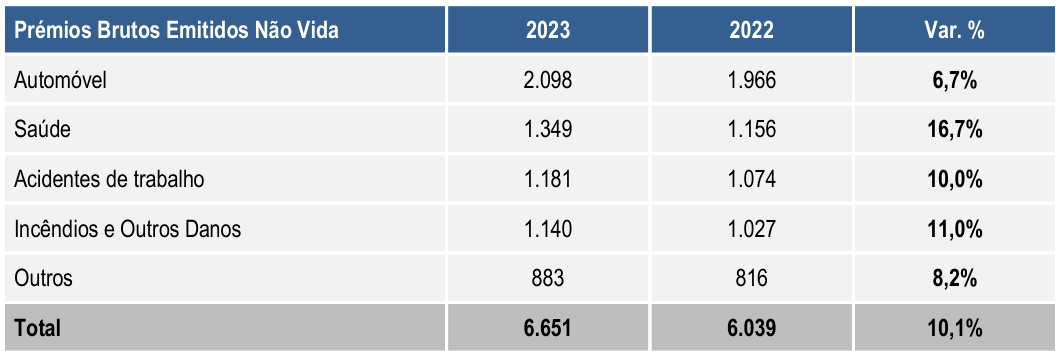 Prémios Brutos Emitidos Não Vida 2023 2022 Var. %
Automóvel 2.098 1.966 6,7%
Saúde 1.349 1.156 16,7%
Acidentes de trabalho 1.181 1.074 10,0%
Incêndios e Outros Danos 1.140 1.027 11,0%
Outros 883 816 8,2%
Total 6.651 6.039 10,1%